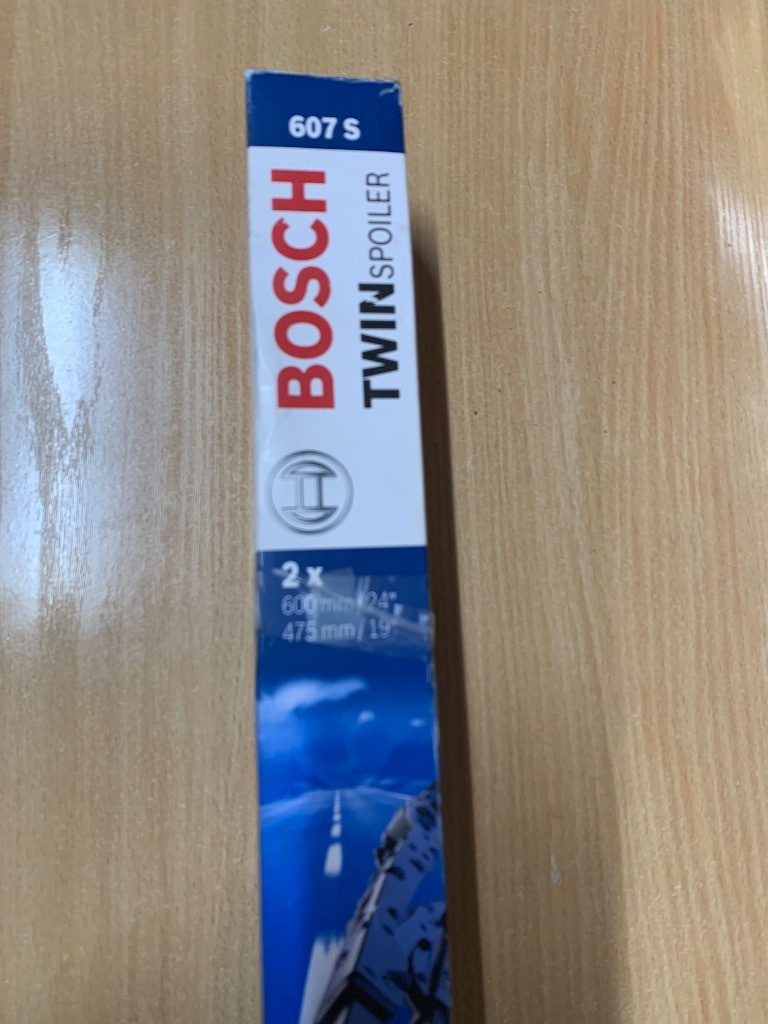 607 S
BOSCH
TWINSPOILER
2 x
600 mm / 24"
475 mm / 19"